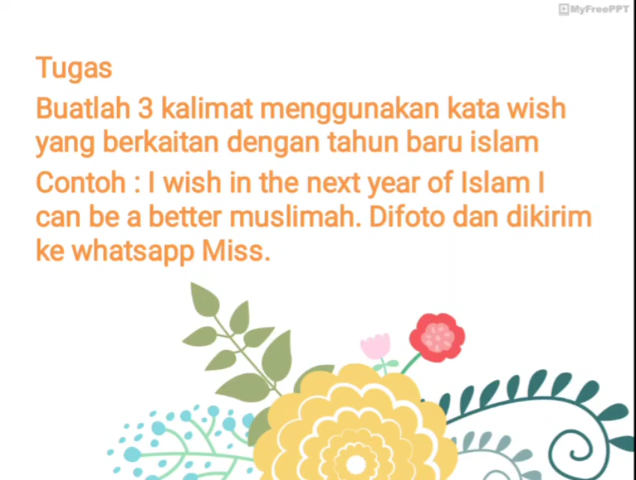 MyFreePPT
Tugas
Buatlah 3 kalimat menggunakan kata wish
yang berkaitan dengan tahun baru islam
Contoh : I wish in the next year of Islam I
can be a better muslimah. Difoto dan dikirim
ke whatsapp Miss.